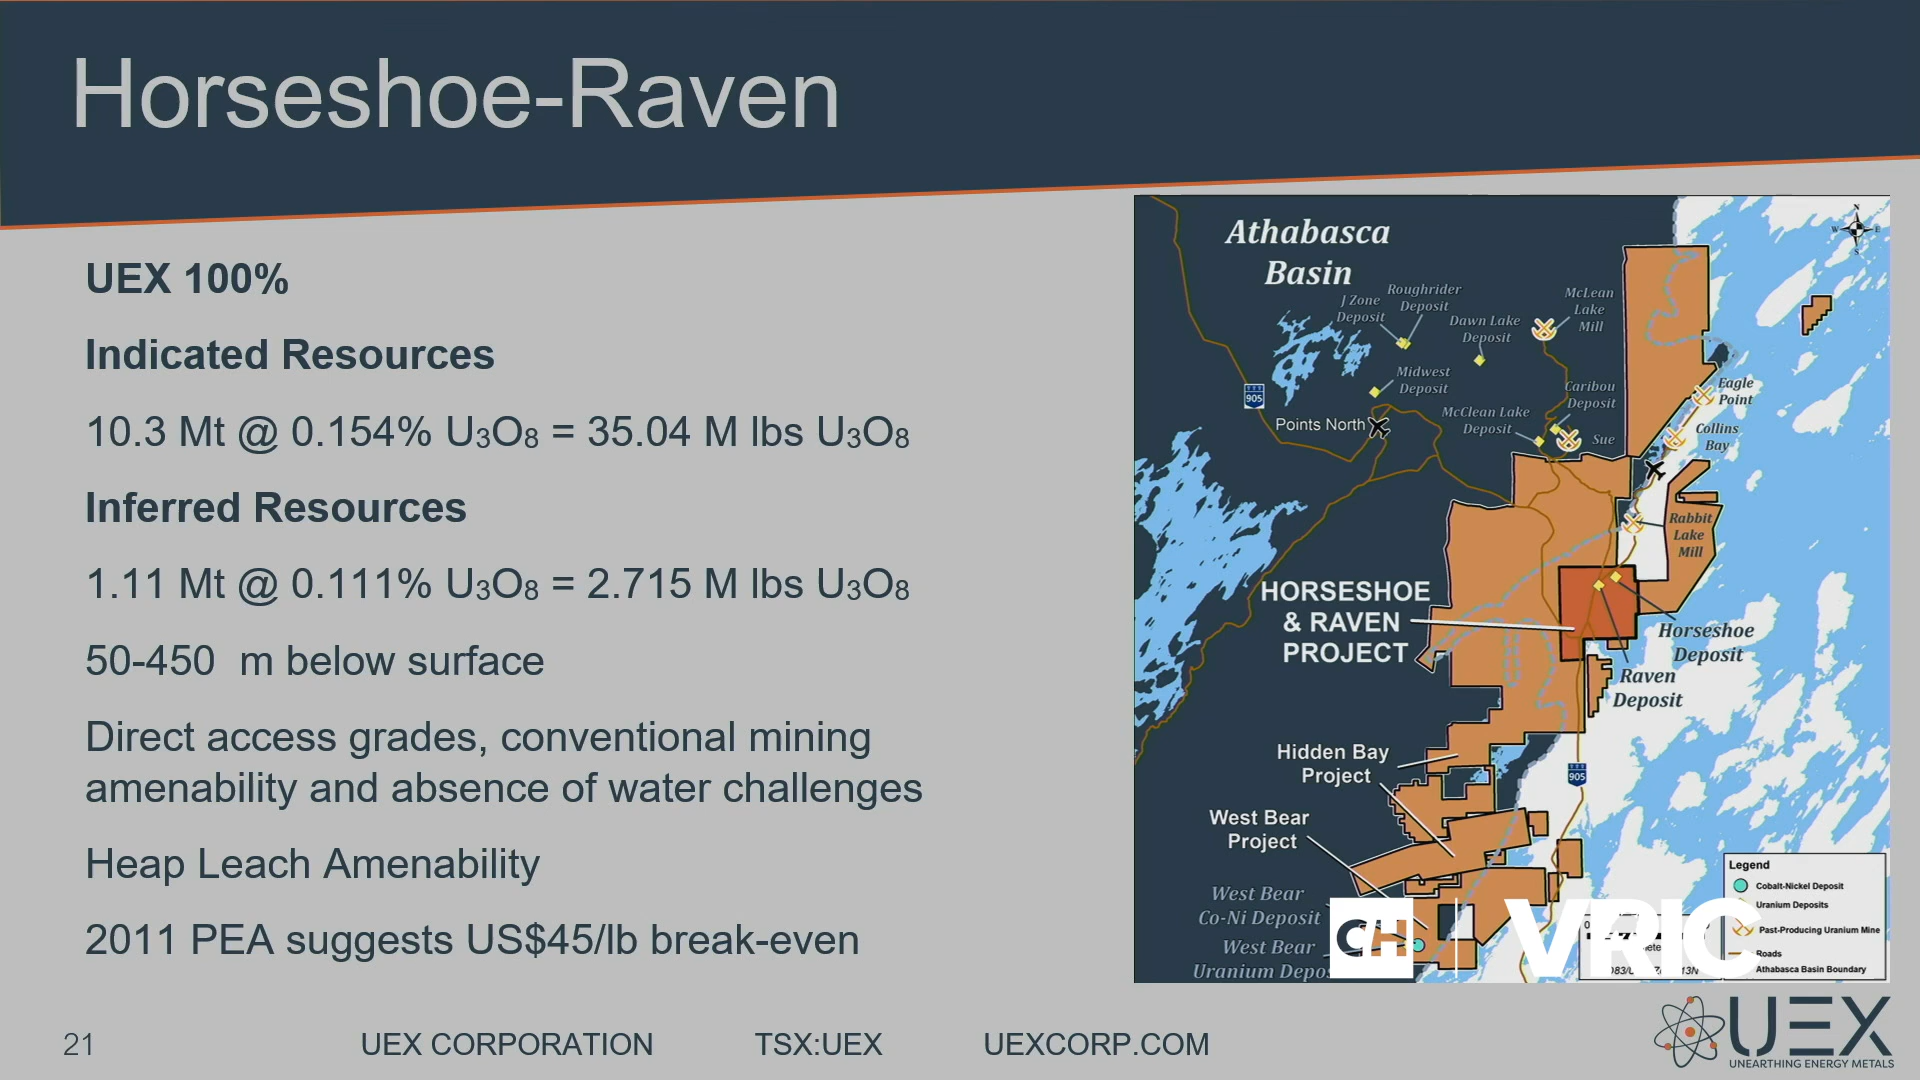 Horseshoe-Raven
UEX 100%
Indicated Resources
10.3 Mt @ 0.154% U₃O₈ = 35.04 M lbs U₃O₈
Inferred Resources
1.11 Mt @ 0.111% U₃O₈ = 2.715 M lbs U₃O₈
50-450 m below surface
Direct access grades, conventional mining
amenability and absence of water challenges
Heap Leach Amenability
2011 PEA suggests US$45/lb break-even
Athabasca
Basin
N
W E
S
J Zone
Deposit
Roughrider
Deposit
Dawn Lake
Deposit
McLean
Lake
Mill
Midwest
Deposit
905
Points North
McClean Lake
Deposit
Caribou
Deposit
Sue
Eagle
Point
Collins
Bay
Rabbit
Lake
Mill
HORSESHOE
& RAVEN
PROJECT
Horseshoe
Deposit
Raven
Deposit
Hidden Bay
Project
905
West Bear
Project
West Bear
Co-Ni Deposit
West Bear
Uranium Depos
CH
VRIC
Legend
Cobalt-Nickel Deposit
Uranium Deposits
Past-Producing Uranium Mine
Roads
Athabasca Basin Boundary
21
UEX CORPORATION
TSX:UEX
UEXCORP.COM
UEX
UNEARTHING ENERGY METALS